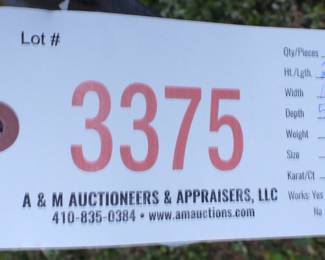 Lot #
3375
A & M AUCTIONEERS & APPRAISERS, LLC
410-835-0384 • www.amauctions.com
Qty/Pieces
Ht./Lgth.
Width
Depth
Weight
Size
Karat/Ct
Works: Yes
No